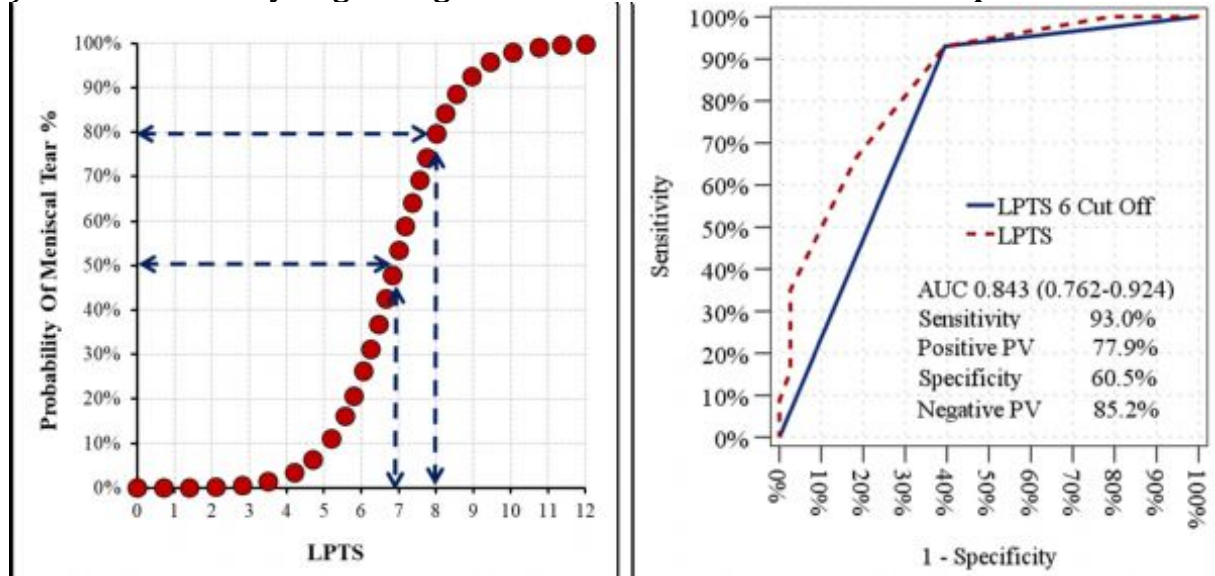 100%
90%
80%
70%
60%
50%
40%
30%
20%
10%
0%
Probability Of Meniscal Tear %
0 1 2 3 4 5 6 7 8 9 10 11 12
LPTS
100%
90%
80%
70%
60%
50%
40%
30%
20%
10%
0%
Sensitivity
LPTS 6 Cut Off
LPTS
AUC 0.843 (0.762-0.924)
Sensitivity 93.0%
Positive PV 77.9%
Specificity 60.5%
Negative PV 85.2%
0% 10% 20% 30% 40% 50% 60% 70% 80% 90% 100%
1 - Specificity